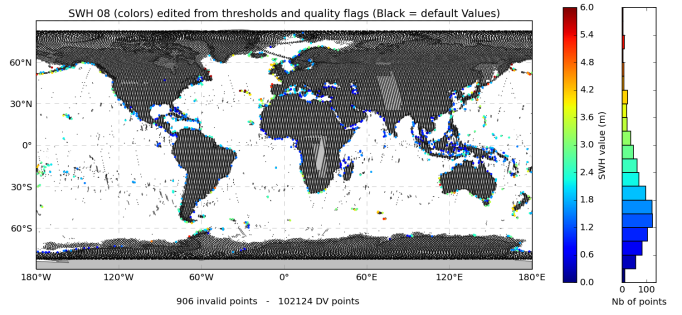 SWH 08 (colors) edited from thresholds and quality flags (Black = default Values)
60°N
30°N
0°
30°S
60°S
180°W 120°W 60°W 0° 60°E 120°E 180°E
906 invalid points - 102124 DV points
6.0
5.4
4.8
4.2
3.6
3.0
2.4
1.8
1.2
0.6
0.0
SWH value (m)
0 100
Nb of points